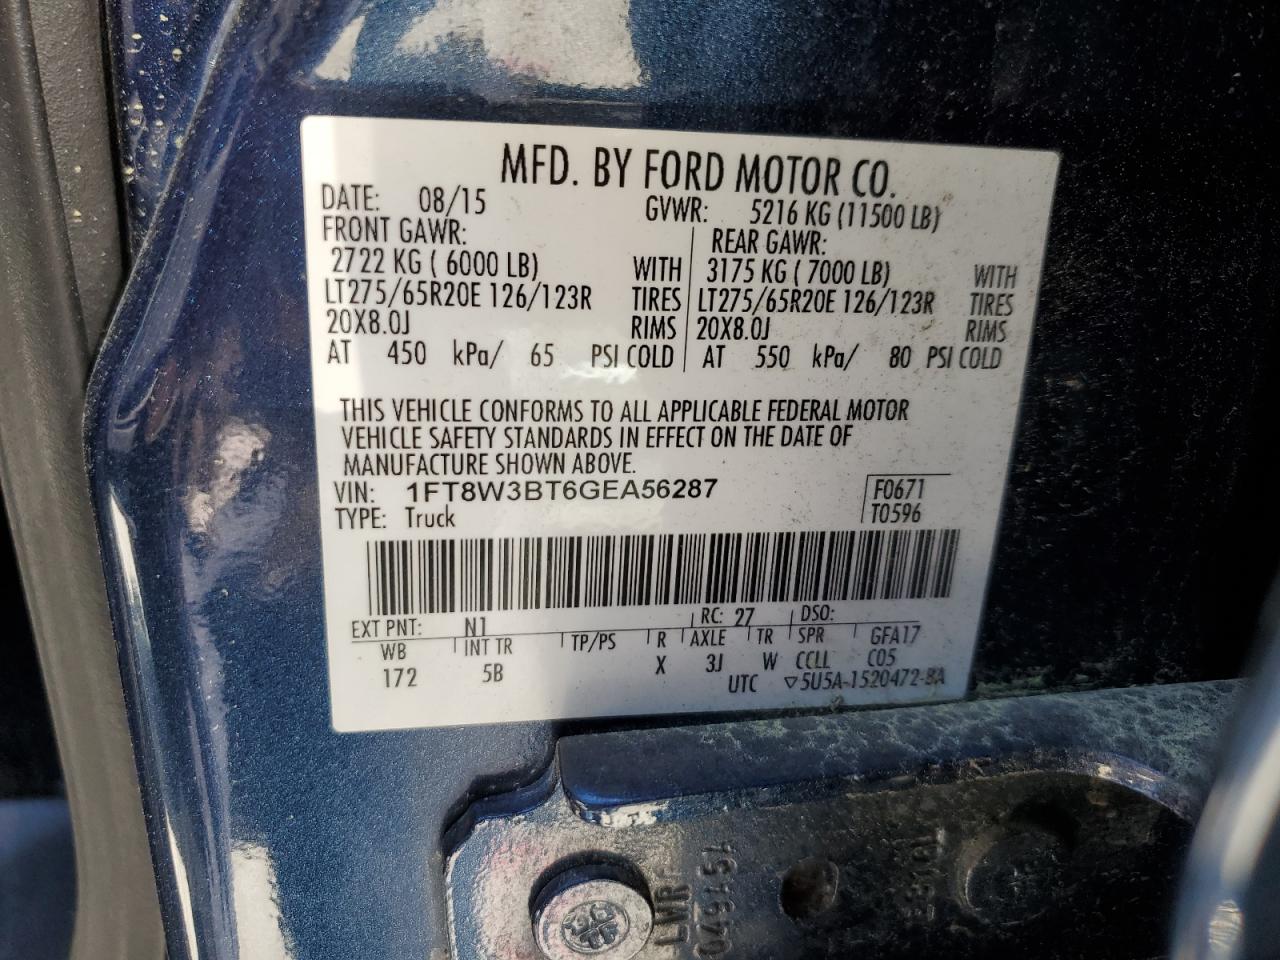 MFD. BY FORD MOTOR CO.
DATE: 08/15 GVWR: 5216 KG (11500 LB)
FRONT GAWR: REAR GAWR:
2722 KG ( 6000 LB) WITH 3175 KG ( 7000 LB) WITH
LT275/65R20E 126/123R TIRES LT275/65R20E 126/123R TIRES
20X8.0J RIMS 20X8.0J RIMS
AT 450 kPa/ 65 PSI COLD AT 550 kPa/ 80 PSI COLD
THIS VEHICLE CONFORMS TO ALL APPLICABLE FEDERAL MOTOR
VEHICLE SAFETY STANDARDS IN EFFECT ON THE DATE OF
MANUFACTURE SHOWN ABOVE.
VIN: 1FT8W3BT6GEA56287 F0671
TYPE: Truck T0596
EXT PNT: N1 RC: 27 DSO:
WB INT TR TP/PS R AXLE TR SPR GFA17
172 5B X 3J W CCLL C05
UTC ▽5U5A-1520472-BA
LVR